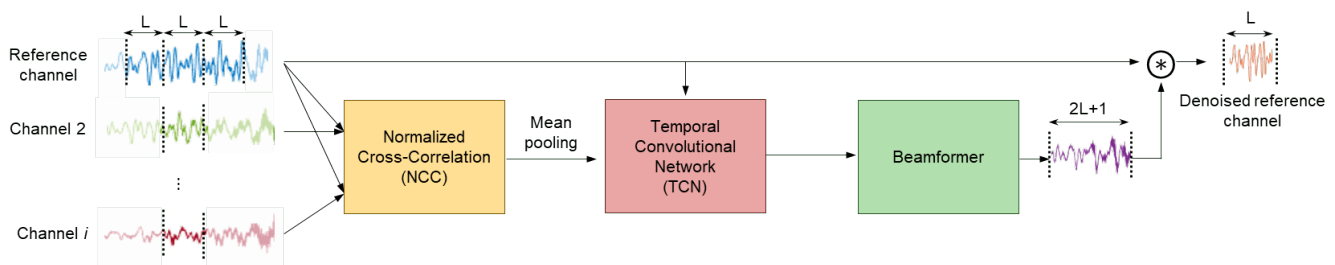 L L L
Reference
channel
Channel 2
...
Channel i
Normalized
Cross-Correlation
(NCC)
Mean
pooling
Temporal
Convolutional
Network
(TCN)
Beamformer
2L+1
*
L
Denoised reference
channel